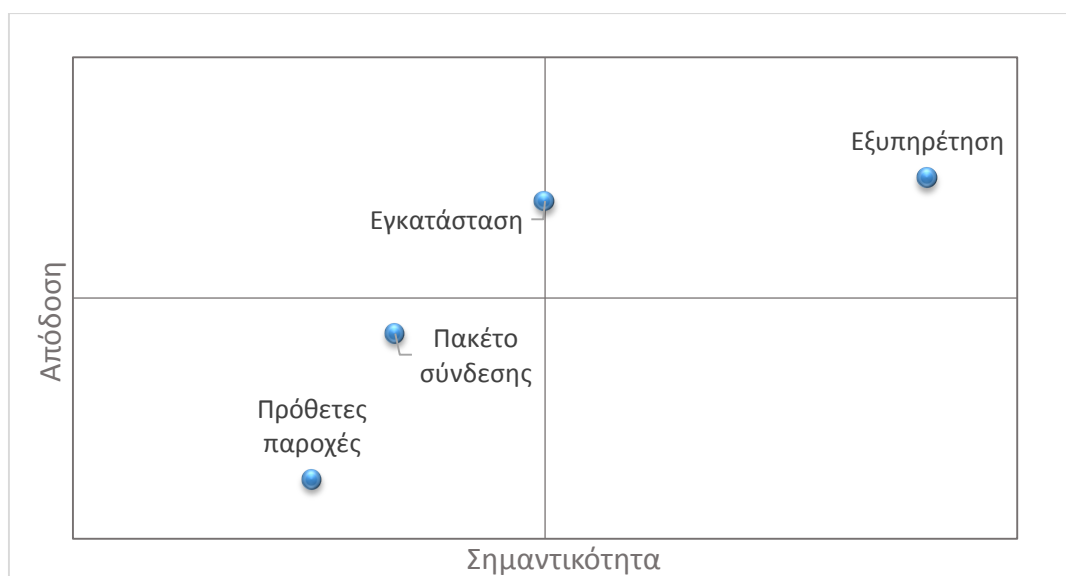 Εξυπηρέτηση
Εγκατάσταση
Απόδοση
Πακέτο
σύνδεσης
Πρόθετες
παροχές
Σημαντικότητα